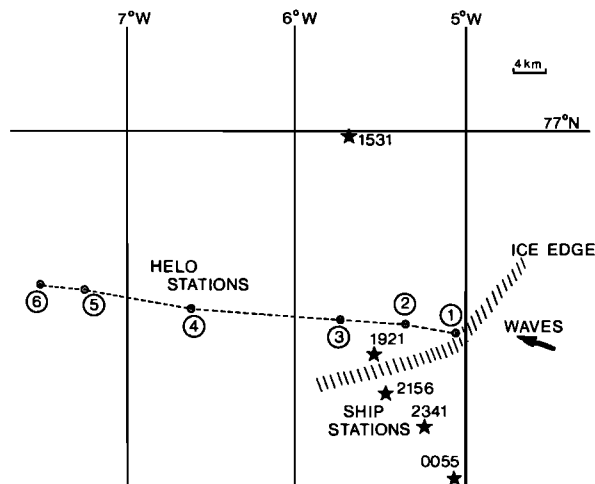 7°W
6°W
5°W
4 km
77°N
1531
ICE EDGE
HELO
STATIONS
6
5
4
3
2
1
WAVES
1921
2156
SHIP
STATIONS
2341
0055